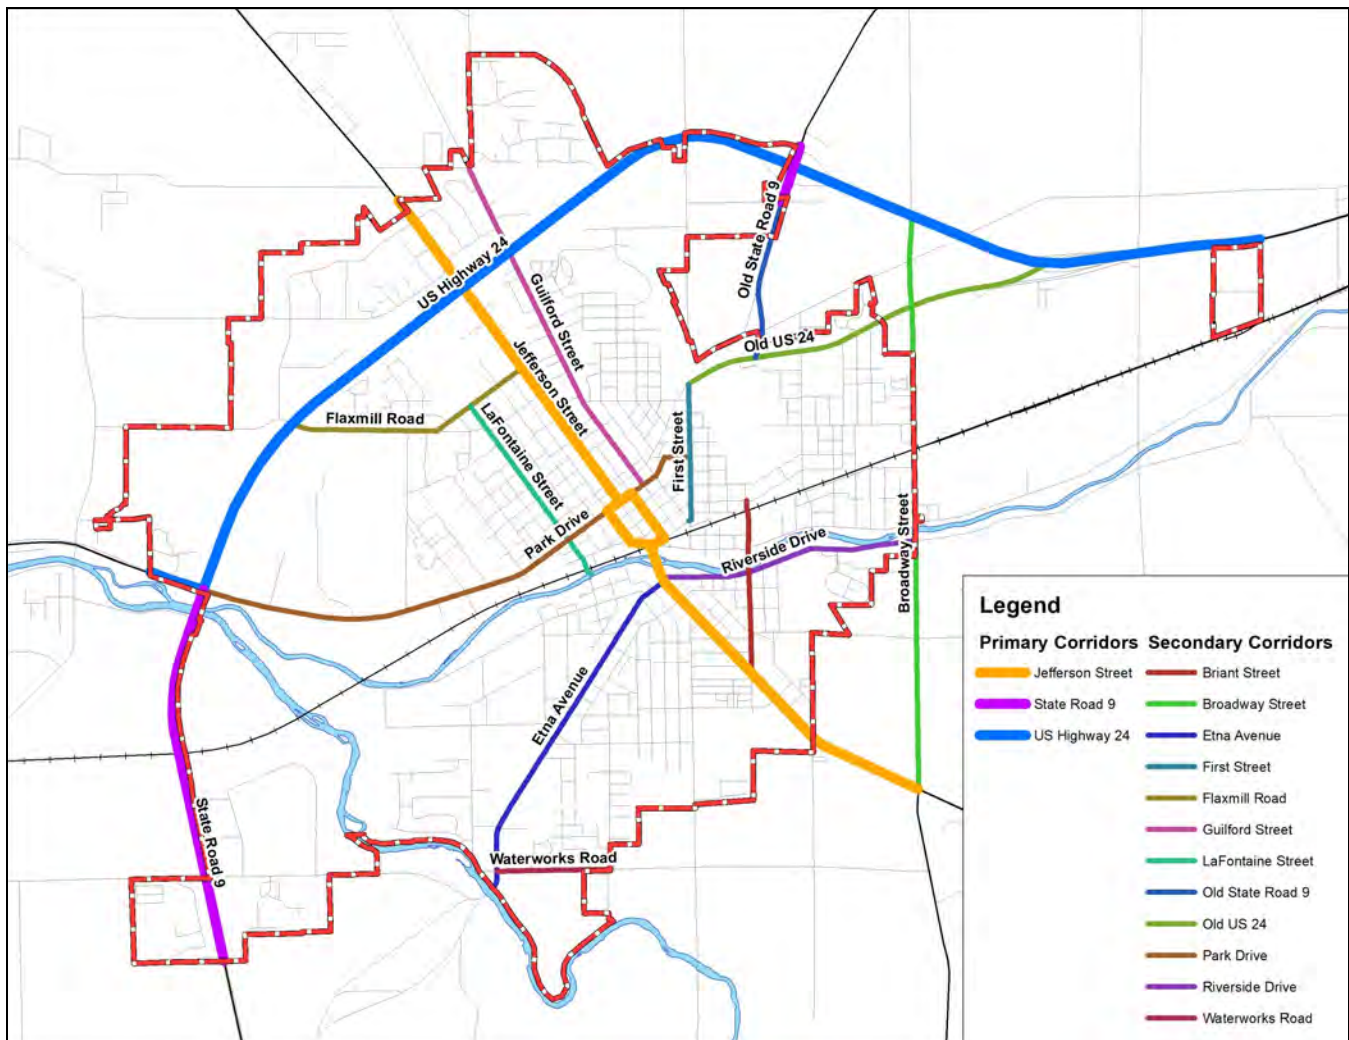 Old State Road 9
US Highway 24
Guilford Street
Old US 24
Jefferson Street
Flaxmill Road
LaFontaine Street
First Street
Park Drive
Riverside Drive
Broadway Street
Etna Avenue
State Road 9
Waterworks Road
Legend
Primary Corridors
Jefferson Street
State Road 9
US Highway 24
Secondary Corridors
Briant Street
Broadway Street
Etna Avenue
First Street
Flaxmill Road
Guilford Street
LaFontaine Street
Old State Road 9
Old US 24
Park Drive
Riverside Drive
Waterworks Road